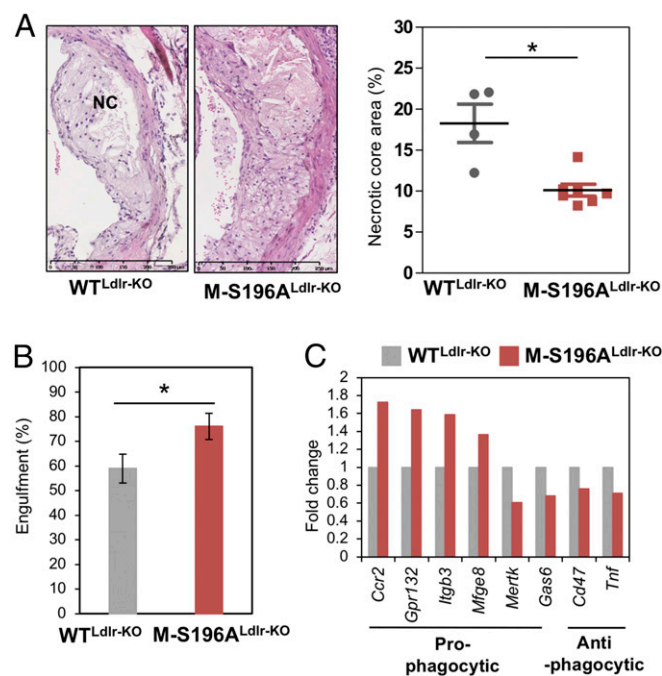 A
NC
WT^Ldlr-KO
M-S196A^Ldlr-KO
Necrotic core area (%)
30
25
20
15
10
5
0
*
WT^Ldlr-KO
M-S196A^Ldlr-KO
B
Engulfment (%)
100
90
80
70
60
50
40
30
20
10
0
*
WT^Ldlr-KO
M-S196A^Ldlr-KO
C
WT^Ldlr-KO
M-S196A^Ldlr-KO
Fold change
2
1.8
1.6
1.4
1.2
1
0.8
0.6
0.4
0.2
0
Ccr2
Gpr132
Itgb3
Mfge8
Mertk
Gas6
Cd47
Tnf
Pro-
phagocytic
Anti
-phagocytic